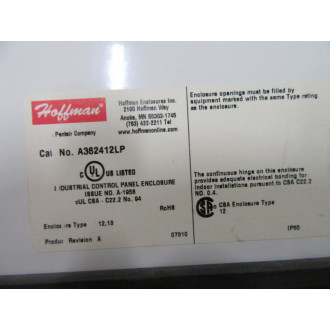 Hoffman
A Pentair Company
Hoffman Enclosures Inc.
2100 Hoffman Way
Anoka, MN 55303-1745
(763) 422-2211 Tel
hoffmanonline.com
Cat No. A362412LP
C UL US LISTED
INDUSTRIAL CONTROL PANEL ENCLOSURE
ISSUE NO. A-1958
cUL CSA - C22.2 No. 94
RoHS
Enclosure Type 12,13
Product Revision A
07910
Enclosure openings must be filled by
equipment marked with the same Type rating
as the enclosure.
The continuous hinge on this enclosure
provides adequate electrical bonding for
indoor installations pursuant to CSA C22.2
NO. 0.4.
CSA Enclosure Type
12
IP65